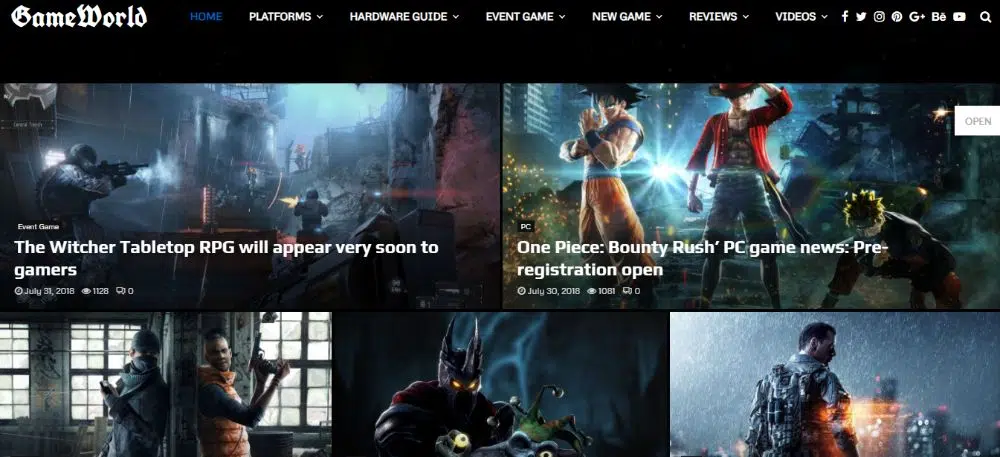 GameWorld
HOME PLATFORMS HARDWARE GUIDE EVENT GAME NEW GAME REVIEWS VIDEOS
OPEN
Event Game
The Witcher Tabletop RPG will appear very soon to
gamers
July 31, 2018 1128 0
PC
One Piece: Bounty Rush’ PC game news: Pre-
registration open
July 30, 2018 1081 0